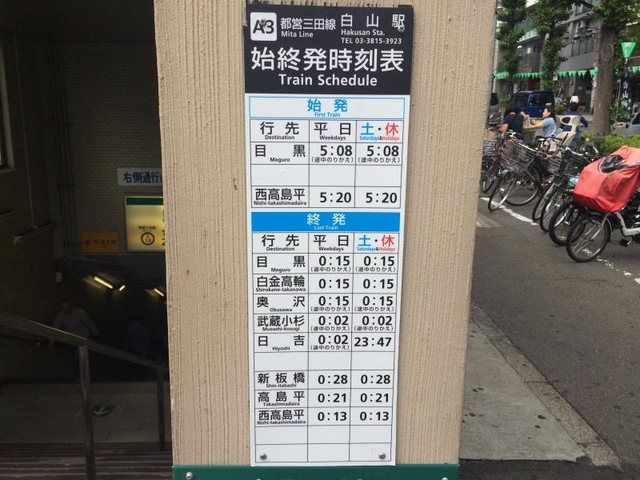 A3 都営三田線 白山駅
Mita Line Hakusan Sta.
TEL 03-3815-3923
始終発時刻表
Train Schedule
始発
First Train
行先 平日 土・休
Destination Weekdays Saturdays&Holidays
目黒 5:08 5:08
Meguro (途中のりかえ) (途中のりかえ)
西高島平 5:20 5:20
Nishi-takashimadaira
終発
Last Train
行先 平日 土・休
Destination Weekdays Saturdays&Holidays
目黒 0:15 0:15
Meguro (途中のりかえ) (途中のりかえ)
白金高輪 0:15 0:15
Shirokane-takanawa
奥沢 0:15 0:15
Okusawa (途中のりかえ) (途中のりかえ)
武蔵小杉 0:02 0:02
Musashi-kosugi (途中のりかえ) (途中のりかえ)
日吉 0:02 23:47
Hiyoshi (途中のりかえ)
新板橋 0:28 0:28
Shin-itabashi
高島平 0:21 0:21
Takashimadaira
西高島平 0:13 0:13
Nishi-takashimadaira
右側通行